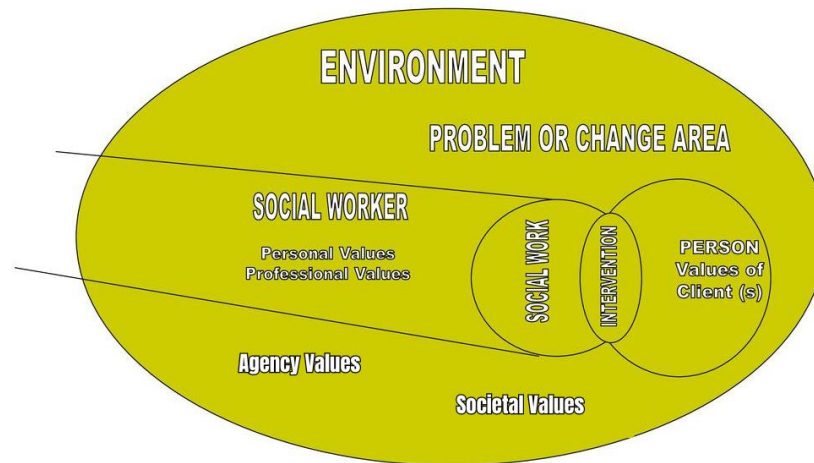 ENVIRONMENT
PROBLEM OR CHANGE AREA
SOCIAL WORKER
Personal Values
Professional Values
SOCIAL WORK
INTERVENTION
PERSON
Values of
Client (s)
Agency Values
Societal Values